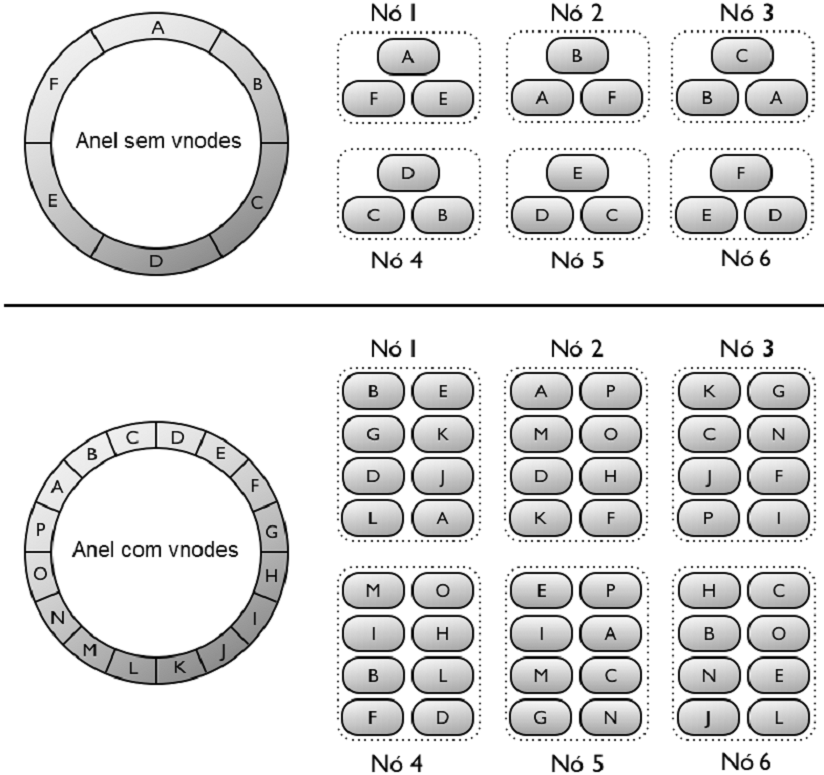 Nó 1 Nó 2 Nó 3
A B C
F E A F B A
Anel sem vnodes
A B C D E F
D E F
C B D C E D
Nó 4 Nó 5 Nó 6
Nó 1 Nó 2 Nó 3
B E A P K G
G K M O C N
D J D H J F
L A K F P I
Anel com vnodes
A B C D E F G H I J K L M N O P
M O E P H C
I H I A B O
B L M C N E
F D G N J L
Nó 4 Nó 5 Nó 6